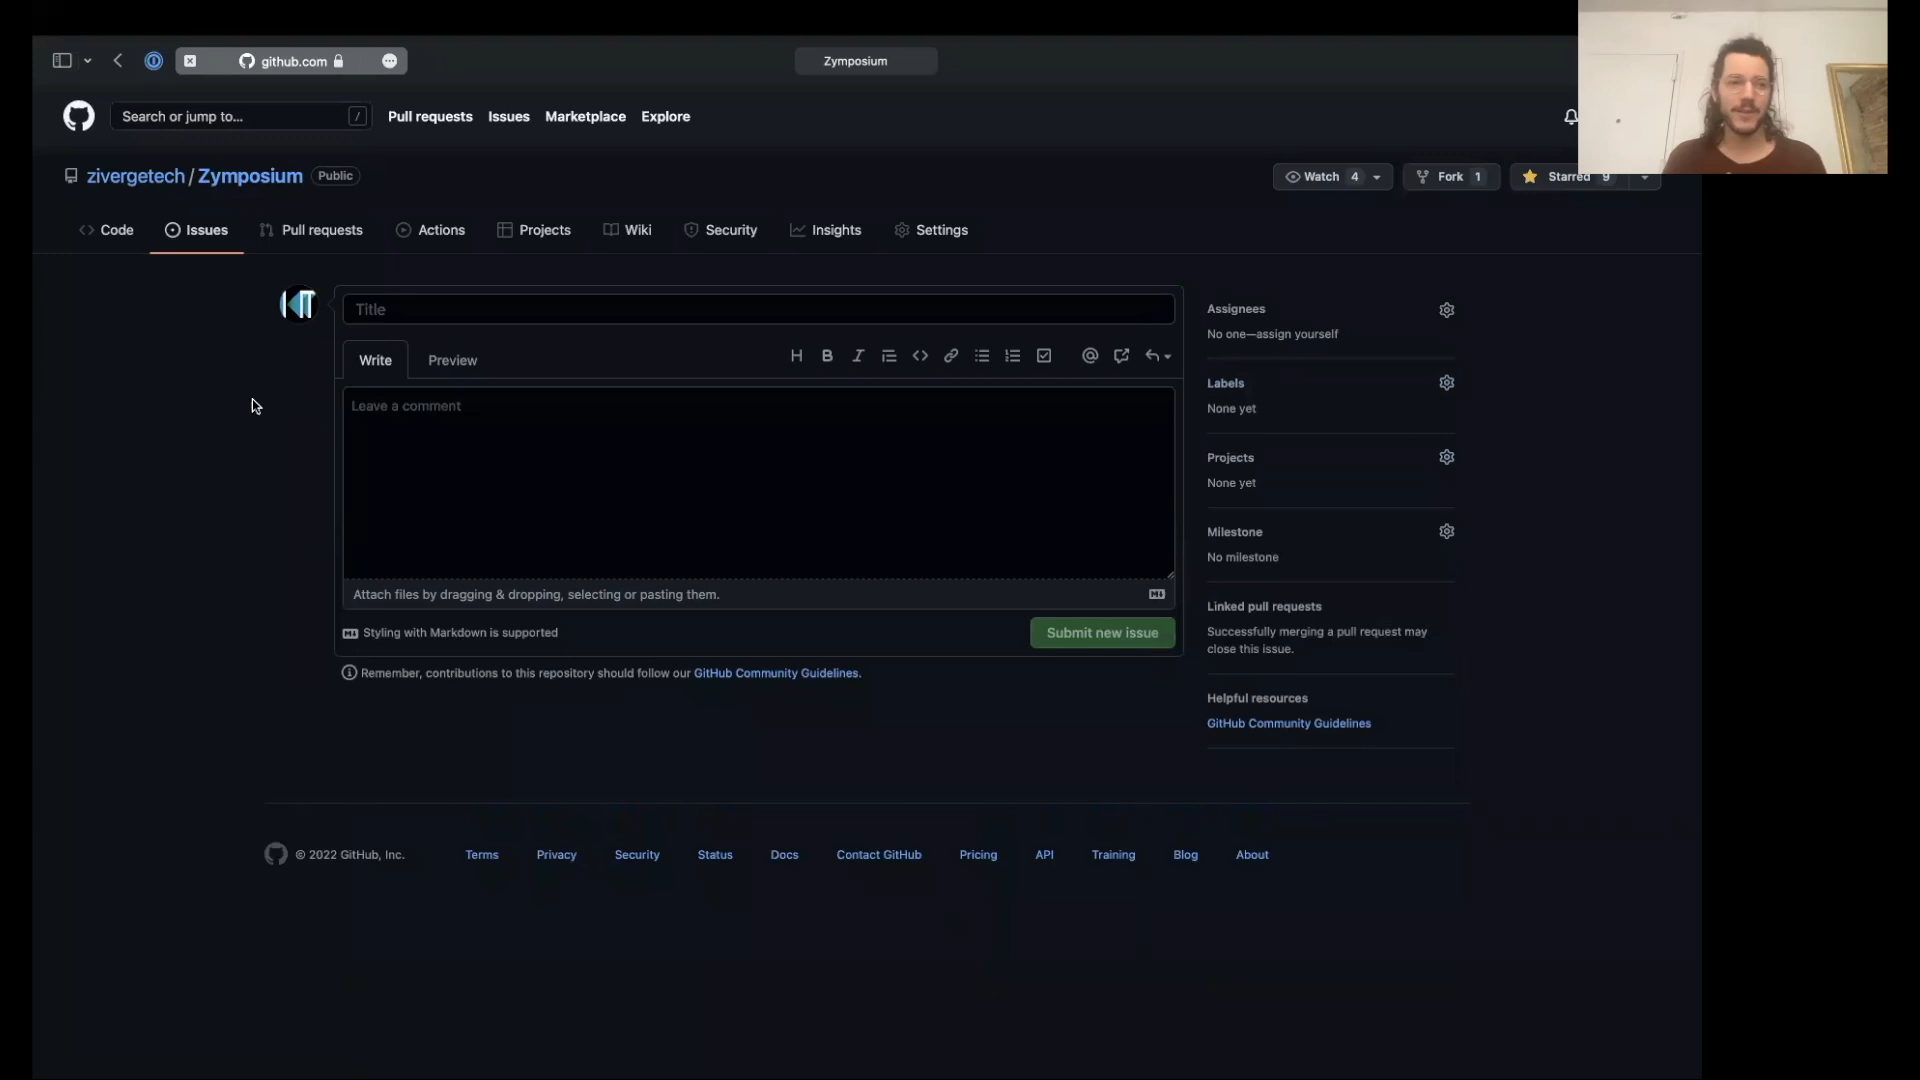 github.com
Zymposium
Search or jump to... /
Pull requests Issues Marketplace Explore
zivergetech / Zymposium Public
Watch 4 Fork 1 Starred 9
Code Issues Pull requests Actions Projects Wiki Security Insights Settings
Title
Write Preview
Leave a comment
Attach files by dragging & dropping, selecting or pasting them.
Styling with Markdown is supported
Submit new issue
Remember, contributions to this repository should follow our GitHub Community Guidelines.
Assignees
No one—assign yourself
Labels
None yet
Projects
None yet
Milestone
No milestone
Linked pull requests
Successfully merging a pull request may
close this issue.
Helpful resources
GitHub Community Guidelines
© 2022 GitHub, Inc. Terms Privacy Security Status Docs Contact GitHub Pricing API Training Blog About